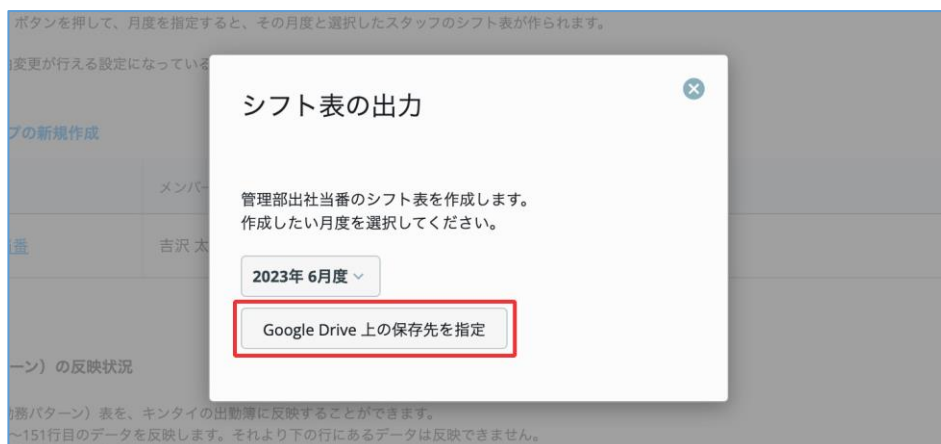 ボタンを押して、月度を指定すると、その月度と選択したスタッフのシフト表が作られます。
変更が行える設定になっている
シフト表の出力
プの新規作成
メンバー
管理部出社当番のシフト表を作成します。
作成したい月度を選択してください。
当番
吉沢 太
2023年 6月度
Google Drive 上の保存先を指定
ーン）の反映状況
務パターン）表を、キンタイの出勤簿に反映することができます。
〜151行目のデータを反映します。それより下の行にあるデータは反映できません。